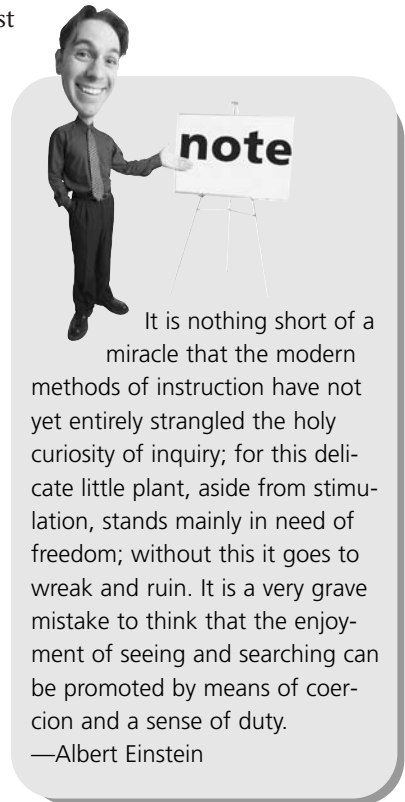 st
note
It is nothing short of a
miracle that the modern
methods of instruction have not
yet entirely strangled the holy
curiosity of inquiry; for this deli-
cate little plant, aside from stimu-
lation, stands mainly in need of
freedom; without this it goes to
wreak and ruin. It is a very grave
mistake to think that the enjoy-
ment of seeing and searching can
be promoted by means of coer-
cion and a sense of duty.
—Albert Einstein